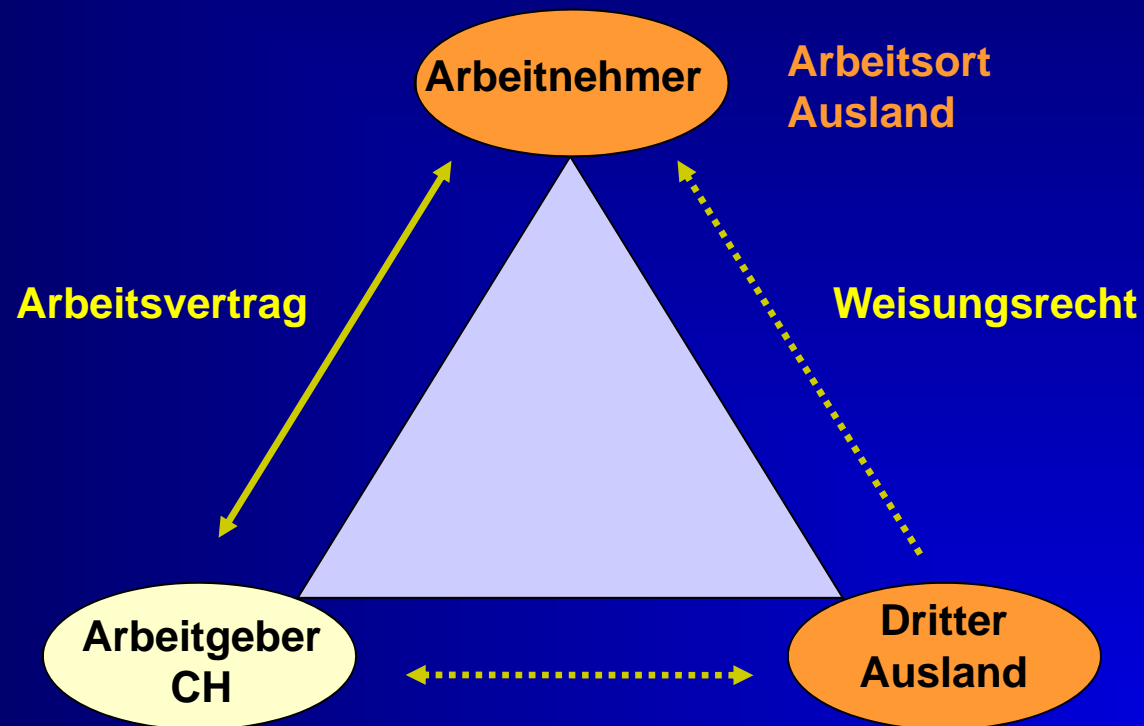 Arbeitnehmer
Arbeitsort
Ausland
Arbeitsvertrag
Weisungsrecht
Arbeitgeber
CH
Dritter
Ausland